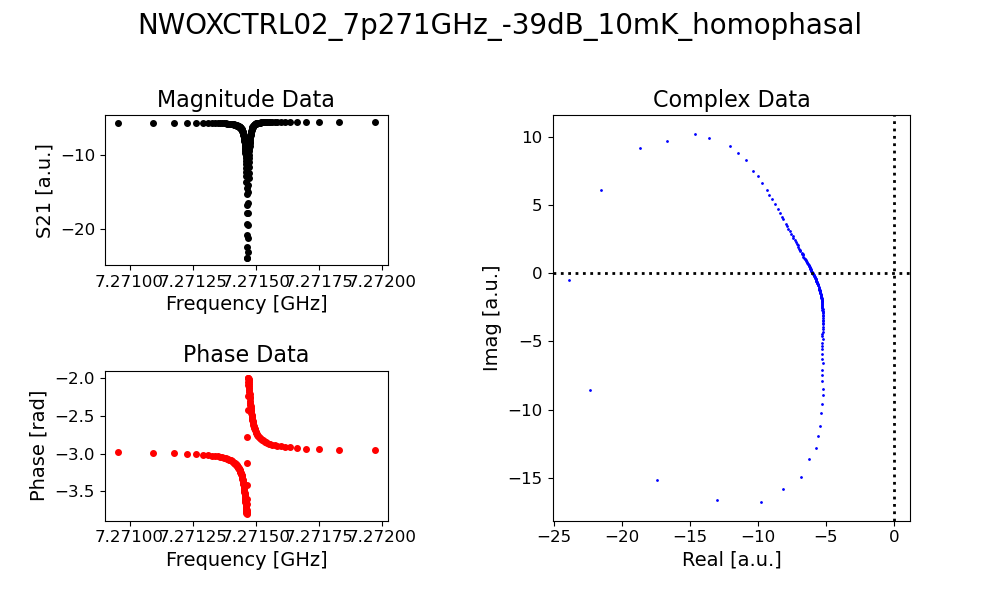 NWOXCTRL02_7p271GHz_-39dB_10mK_homophasal
Magnitude Data
S21 [a.u.]
−10
−20
7.27100 7.27125 7.27150 7.27175 7.27200
Frequency [GHz]
Phase Data
Phase [rad]
−2.0
−2.5
−3.0
−3.5
7.27100 7.27125 7.27150 7.27175 7.27200
Frequency [GHz]
Complex Data
Imag [a.u.]
10
5
0
−5
−10
−15
−25 −20 −15 −10 −5 0
Real [a.u.]